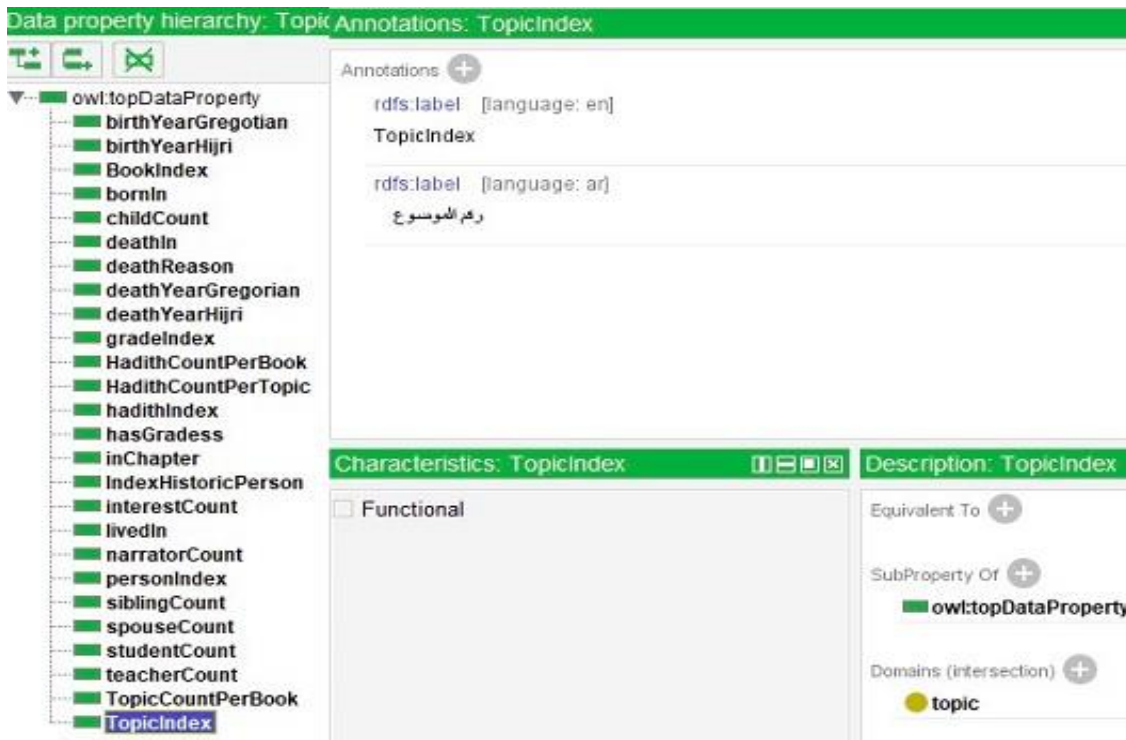 Data property hierarchy: Topic
owl:topDataProperty
birthYearGregotian
birthYearHijri
BookIndex
bornIn
childCount
deathIn
deathReason
deathYearGregorian
deathYearHijri
gradeIndex
HadithCountPerBook
HadithCountPerTopic
hadithIndex
hasGradess
inChapter
IndexHistoricPerson
interestCount
livedIn
narratorCount
personIndex
siblingCount
spouseCount
studentCount
teacherCount
TopicCountPerBook
TopicIndex
Annotations: TopicIndex
Annotations
rdfs:label [language: en]
TopicIndex
rdfs:label [language: ar]
رقم الموضوع
Characteristics: TopicIndex
Functional
Description: TopicIndex
Equivalent To
SubProperty Of
owl:topDataProperty
Domains (intersection)
topic